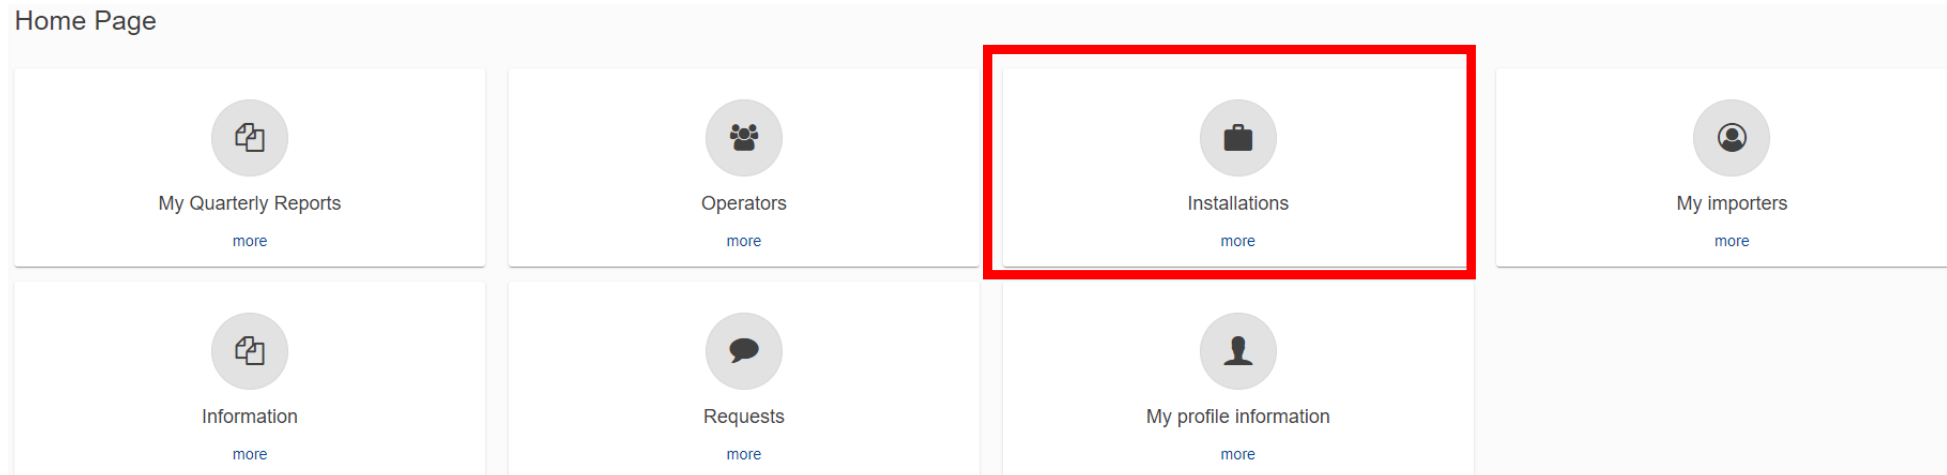 Home Page
My Quarterly Reports
more
Operators
more
Installations
more
My importers
more
Information
more
Requests
more
My profile information
more